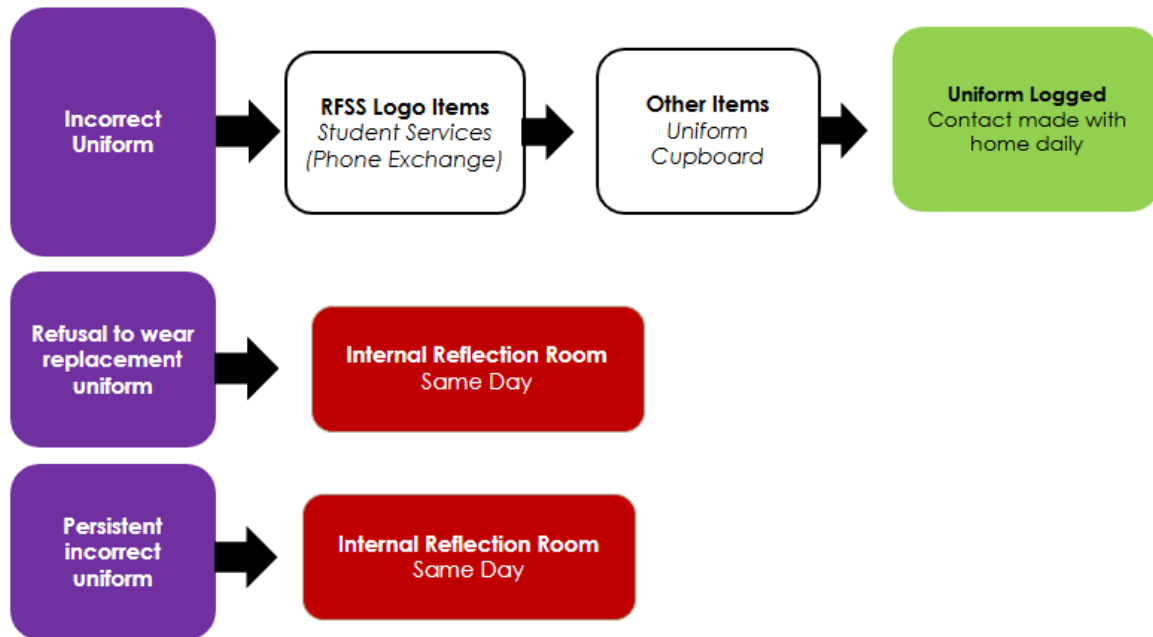 Incorrect
Uniform
RFSS Logo Items
Student Services
(Phone Exchange)
Other Items
Uniform
Cupboard
Uniform Logged
Contact made with
home daily
Refusal to wear
replacement
uniform
Internal Reflection Room
Same Day
Persistent
incorrect
uniform
Internal Reflection Room
Same Day